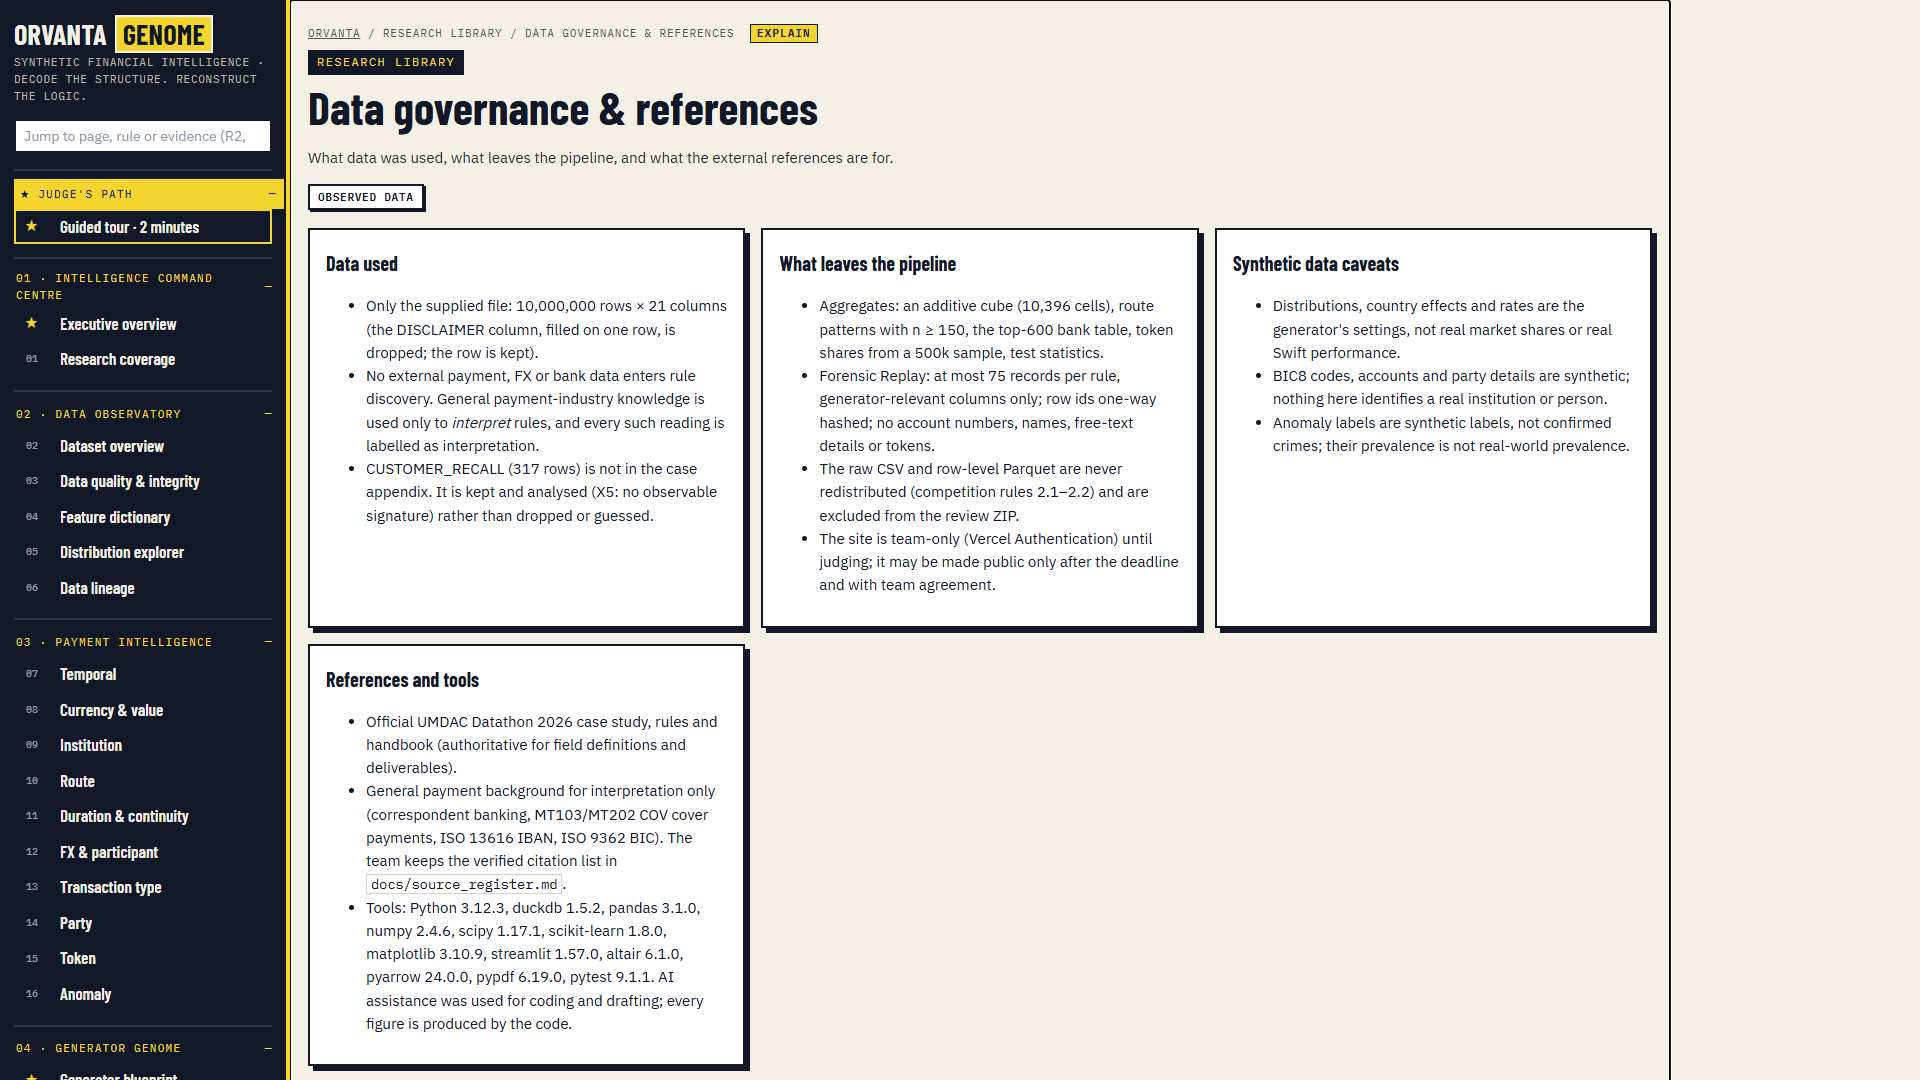 ORVANTA GENOME
SYNTHETIC FINANCIAL INTELLIGENCE ·
DECODE THE STRUCTURE. RECONSTRUCT
THE LOGIC.
Jump to page, rule or evidence (R2,
★ JUDGE'S PATH –
★ Guided tour · 2 minutes
01 · INTELLIGENCE COMMAND
CENTRE –
★ Executive overview
01 Research coverage
02 · DATA OBSERVATORY –
02 Dataset overview
03 Data quality & integrity
04 Feature dictionary
05 Distribution explorer
06 Data lineage
03 · PAYMENT INTELLIGENCE –
07 Temporal
08 Currency & value
09 Institution
10 Route
11 Duration & continuity
12 FX & participant
13 Transaction type
14 Party
15 Token
16 Anomaly
04 · GENERATOR GENOME –
★ Generator blueprint
ORVANTA / RESEARCH LIBRARY / DATA GOVERNANCE & REFERENCES EXPLAIN
RESEARCH LIBRARY
Data governance & references
What data was used, what leaves the pipeline, and what the external references are for.
OBSERVED DATA
Data used
• Only the supplied file: 10,000,000 rows × 21 columns
(the DISCLAIMER column, filled on one row, is
dropped; the row is kept).
• No external payment, FX or bank data enters rule
discovery. General payment-industry knowledge is
used only to interpret rules, and every such reading is
labelled as interpretation.
• CUSTOMER_RECALL (317 rows) is not in the case
appendix. It is kept and analysed (X5: no observable
signature) rather than dropped or guessed.
What leaves the pipeline
• Aggregates: an additive cube (10,396 cells), route
patterns with n ≥ 150, the top-600 bank table, token
shares from a 500k sample, test statistics.
• Forensic Replay: at most 75 records per rule,
generator-relevant columns only; row ids one-way
hashed; no account numbers, names, free-text
details or tokens.
• The raw CSV and row-level Parquet are never
redistributed (competition rules 2.1–2.2) and are
excluded from the review ZIP.
• The site is team-only (Vercel Authentication) until
judging; it may be made public only after the deadline
and with team agreement.
Synthetic data caveats
• Distributions, country effects and rates are the
generator's settings, not real market shares or real
Swift performance.
• BIC8 codes, accounts and party details are synthetic;
nothing here identifies a real institution or person.
• Anomaly labels are synthetic labels, not confirmed
crimes; their prevalence is not real-world prevalence.
References and tools
• Official UMDAC Datathon 2026 case study, rules and
handbook (authoritative for field definitions and
deliverables).
• General payment background for interpretation only
(correspondent banking, MT103/MT202 COV cover
payments, ISO 13616 IBAN, ISO 9362 BIC). The
team keeps the verified citation list in
docs/source_register.md.
• Tools: Python 3.12.3, duckdb 1.5.2, pandas 3.1.0,
numpy 2.4.6, scipy 1.17.1, scikit-learn 1.8.0,
matplotlib 3.10.9, streamlit 1.57.0, altair 6.1.0,
pyarrow 24.0.0, pypdf 6.19.0, pytest 9.1.1. AI
assistance was used for coding and drafting; every
figure is produced by the code.